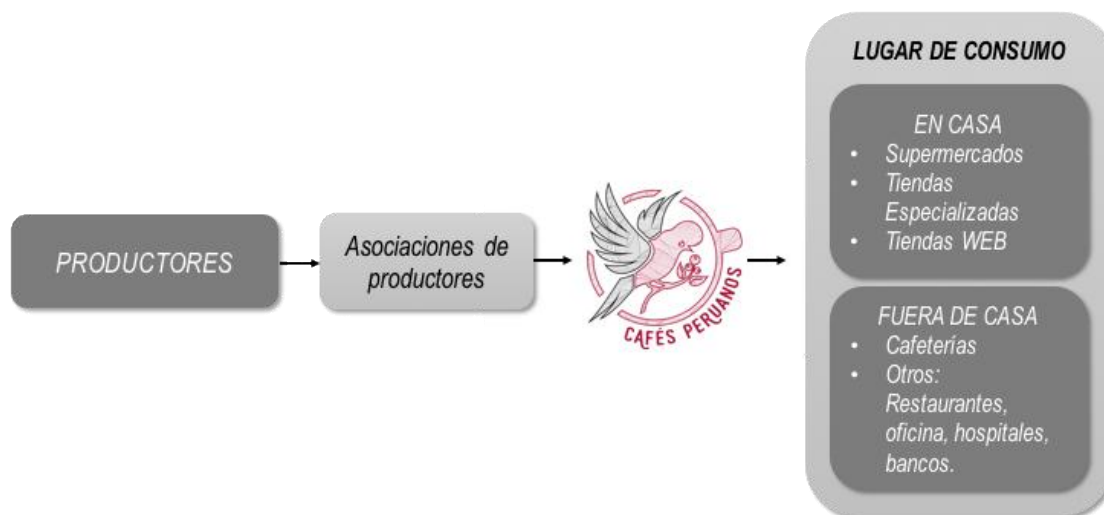 PRODUCTORES
Asociaciones de
productores
CAFÉS PERUANOS
LUGAR DE CONSUMO
EN CASA
• Supermercados
• Tiendas
Especializadas
• Tiendas WEB
FUERA DE CASA
• Cafeterías
• Otros:
Restaurantes,
oficina, hospitales,
bancos.